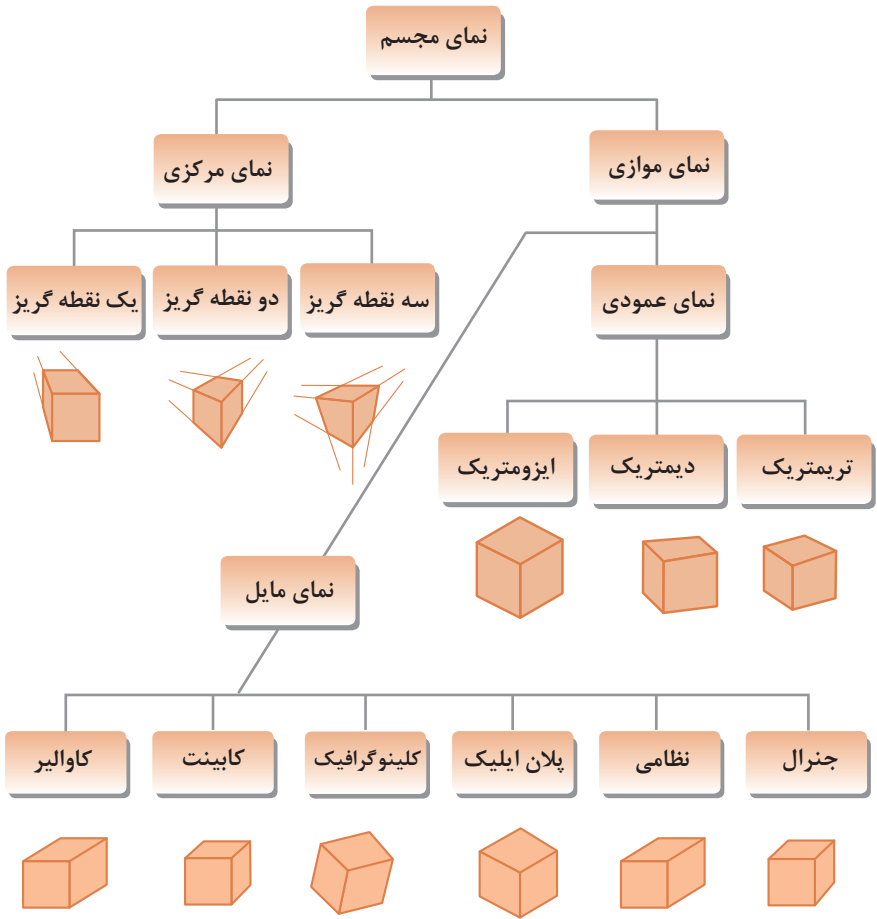 نمای مجسم
نمای موازی
نمای مرکزی
نمای عمودی
سه نقطه گریز
دو نقطه گریز
یک نقطه گریز
تریمتریک
دیمتریک
ایزومتریک
نمای مایل
جنرال
نظامی
پلان ایلیک
کلینوگرافیک
کابینت
کاوالیر